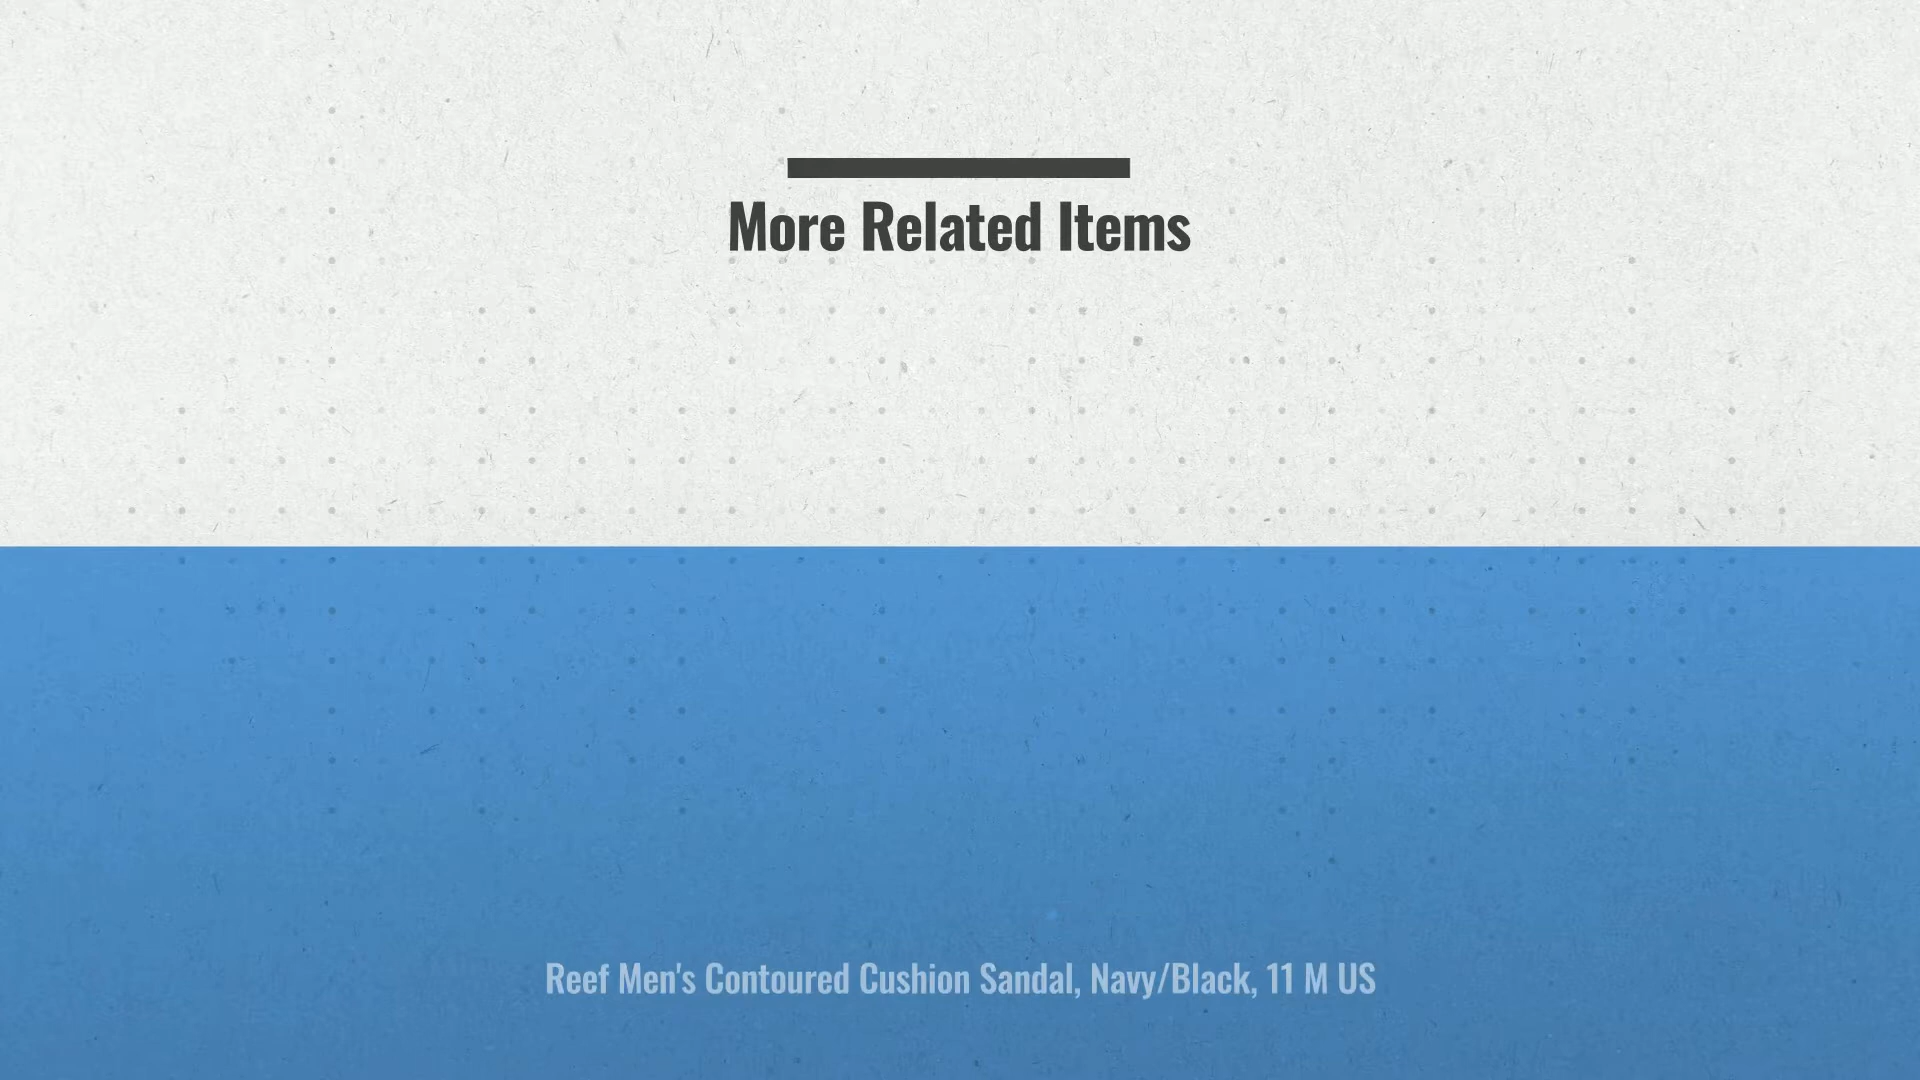 More Related Items
Reef Men's Contoured Cushion Sandal, Navy/Black, 11 M US